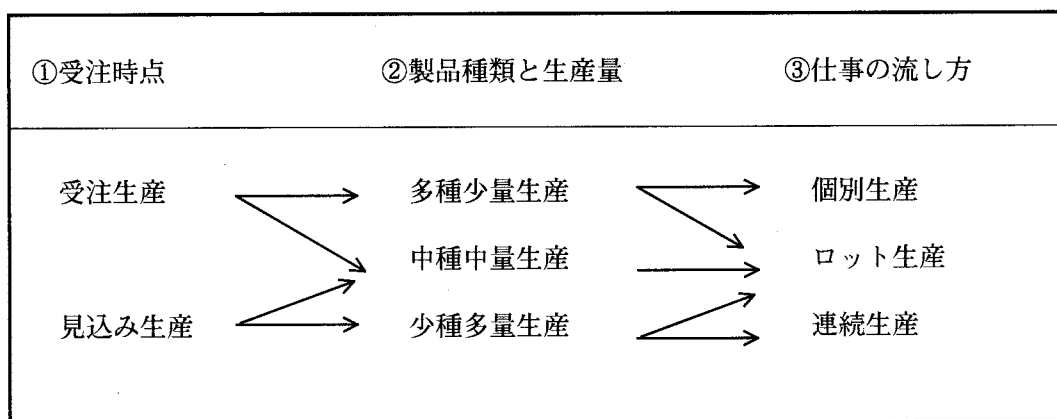 ①受注時点 ②製品種類と生産量 ③仕事の流し方
受注生産 多種少量生産 個別生産
中種中量生産 ロット生産
見込み生産 少種多量生産 連続生産